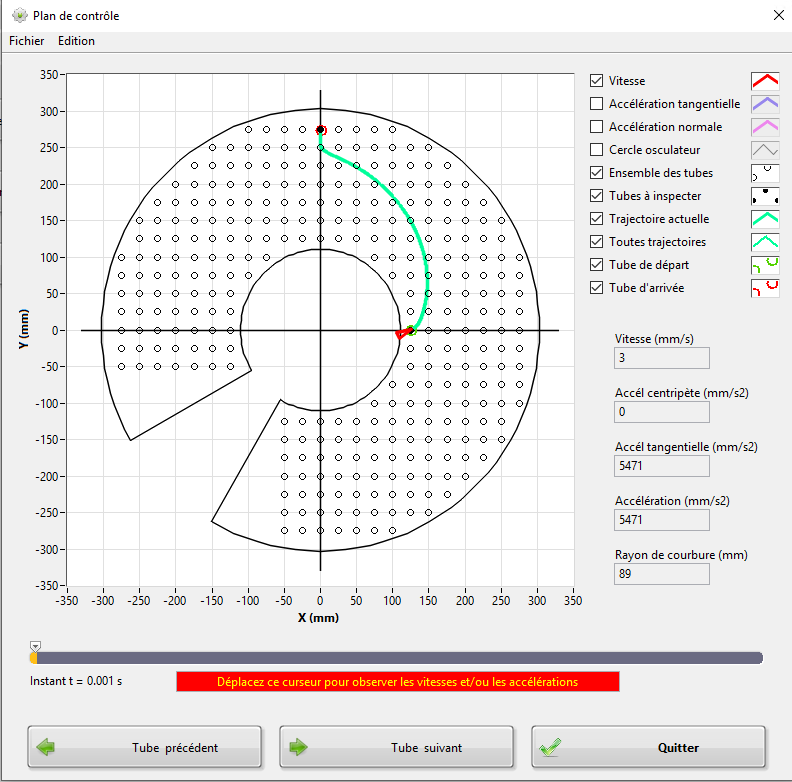 Plan de contrôle
Fichier Edition
350
300
250
200
150
100
50
0
-50
-100
-150
-200
-250
-300
-350
Y (mm)
-350 -300 -250 -200 -150 -100 -50 0 50 100 150 200 250 300 350
X (mm)
Vitesse
Accélération tangentielle
Accélération normale
Cercle osculateur
Ensemble des tubes
Tubes à inspecter
Trajectoire actuelle
Toutes trajectoires
Tube de départ
Tube d'arrivée
Vitesse (mm/s)
3
Accél centripète (mm/s2)
0
Accél tangentielle (mm/s2)
5471
Accélération (mm/s2)
5471
Rayon de courbure (mm)
89
Instant t = 0.001 s
Déplacez ce curseur pour observer les vitesses et/ou les accélérations
Tube précédent
Tube suivant
Quitter